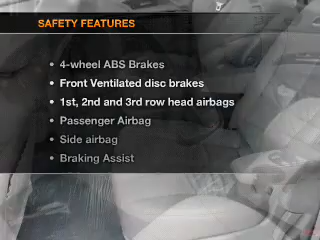 SAFETY FEATURES
• 4-wheel ABS Brakes
• Front Ventilated disc brakes
• 1st, 2nd and 3rd row head airbags
• Passenger Airbag
• Side airbag
• Braking Assist